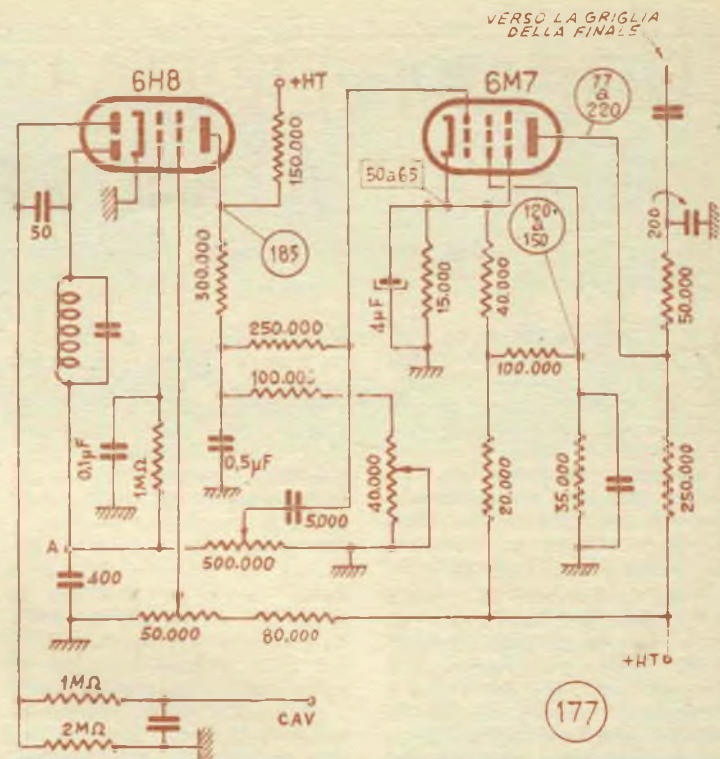 VERSO LA GRIGLIA
DELLA FINALE
6H8
+HT
150.000
6M7
77
a
220
50
50a65
120
a
150
200
185
300.000
4µF
15.000
40.000
50.000
250.000
100.000
100.000
0,1µF
1MΩ
0,5µF
40.000
5.000
20.000
35.000
250.000
A
500.000
400
50.000
80.000
+HT
1MΩ
CAV
2MΩ
177